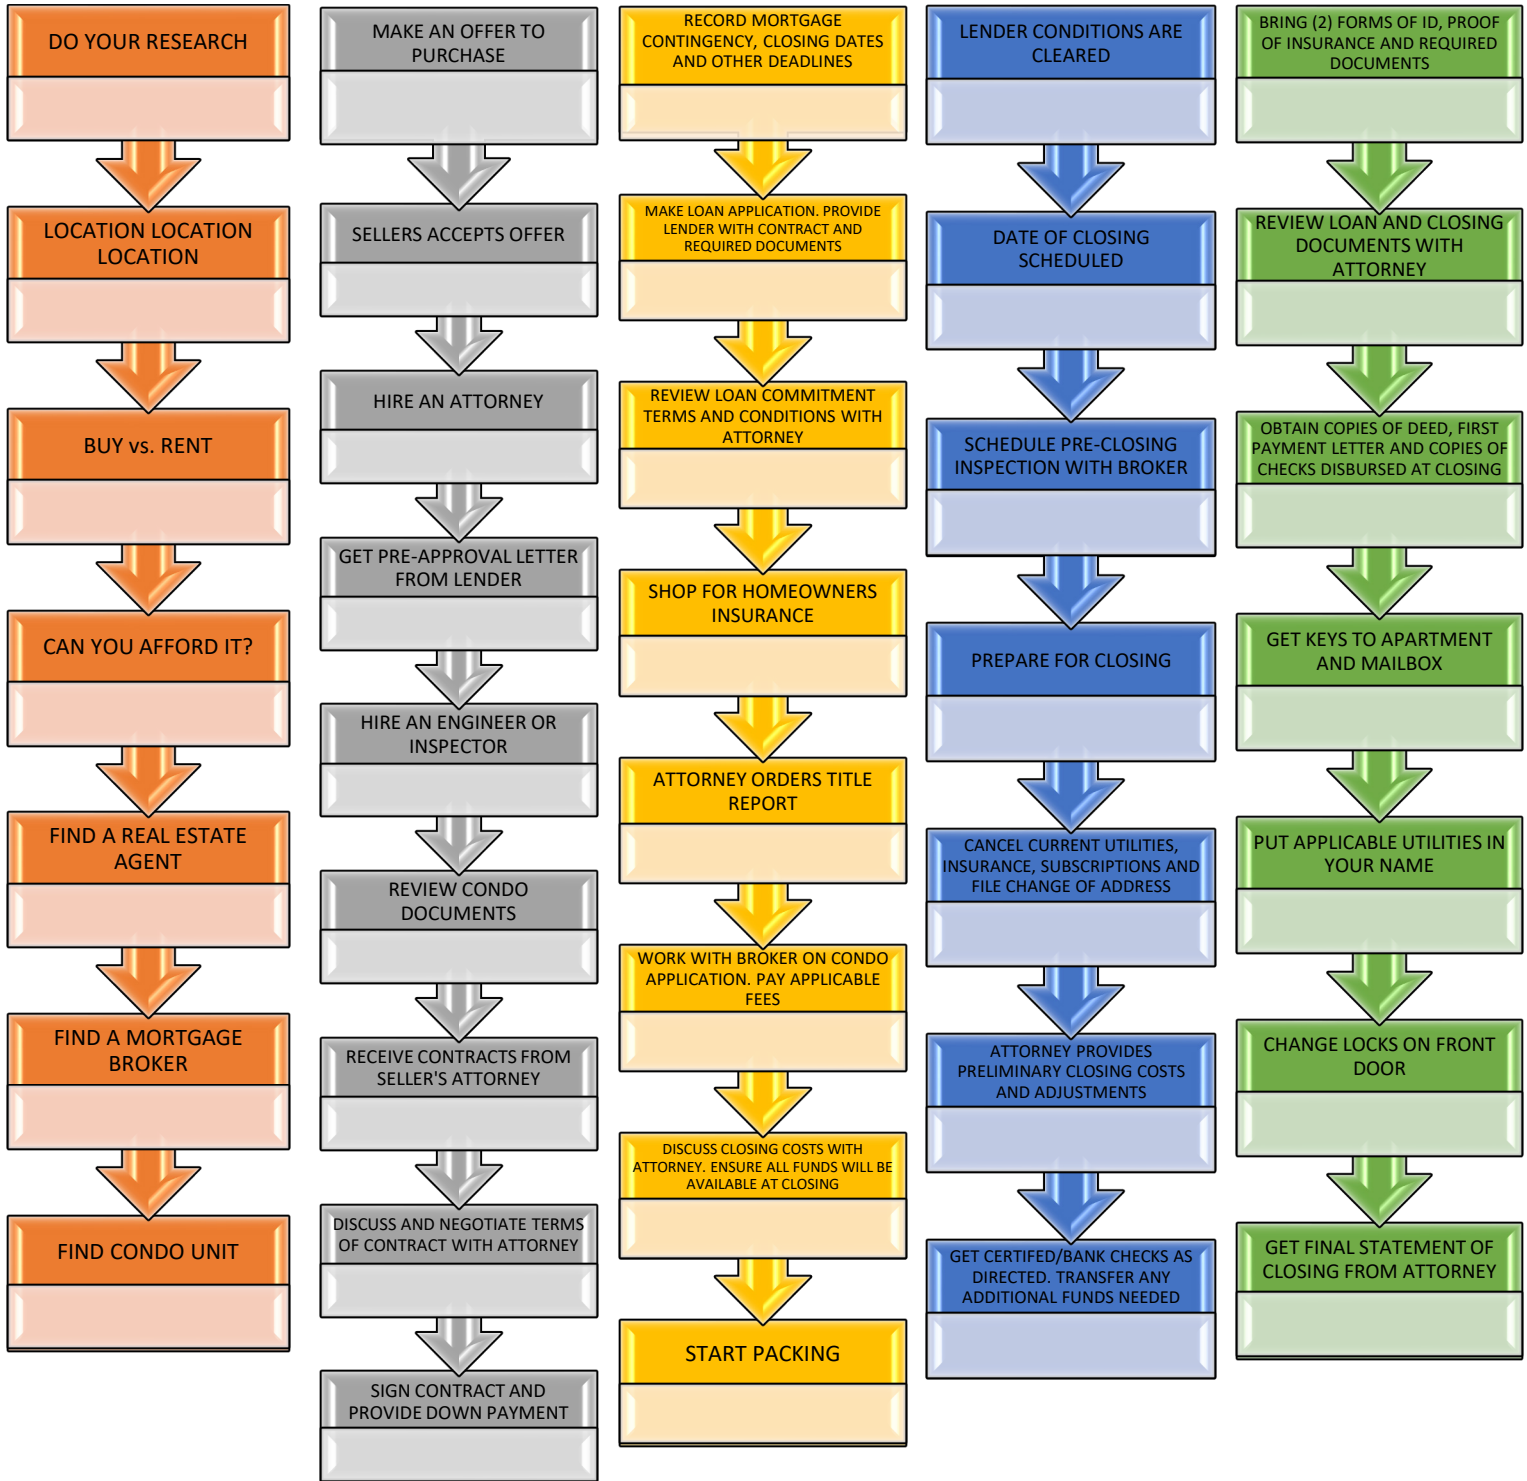 DO YOUR RESEARCH
LOCATION LOCATION
LOCATION
BUY vs. RENT
CAN YOU AFFORD IT?
FIND A REAL ESTATE
AGENT
FIND A MORTGAGE
BROKER
FIND CONDO UNIT
MAKE AN OFFER TO
PURCHASE
SELLERS ACCEPTS OFFER
HIRE AN ATTORNEY
GET PRE-APPROVAL LETTER
FROM LENDER
HIRE AN ENGINEER OR
INSPECTOR
REVIEW CONDO
DOCUMENTS
RECEIVE CONTRACTS FROM
SELLER'S ATTORNEY
DISCUSS AND NEGOTIATE TERMS
OF CONTRACT WITH ATTORNEY
SIGN CONTRACT AND
PROVIDE DOWN PAYMENT
RECORD MORTGAGE
CONTINGENCY, CLOSING DATES
AND OTHER DEADLINES
MAKE LOAN APPLICATION. PROVIDE
LENDER WITH CONTRACT AND
REQUIRED DOCUMENTS
REVIEW LOAN COMMITMENT
TERMS AND CONDITIONS WITH
ATTORNEY
SHOP FOR HOMEOWNERS
INSURANCE
ATTORNEY ORDERS TITLE
REPORT
WORK WITH BROKER ON CONDO
APPLICATION. PAY APPLICABLE
FEES
DISCUSS CLOSING COSTS WITH
ATTORNEY. ENSURE ALL FUNDS WILL BE
AVAILABLE AT CLOSING
START PACKING
LENDER CONDITIONS ARE
CLEARED
DATE OF CLOSING
SCHEDULED
SCHEDULE PRE-CLOSING
INSPECTION WITH BROKER
PREPARE FOR CLOSING
CANCEL CURRENT UTILITIES,
INSURANCE, SUBSCRIPTIONS AND
FILE CHANGE OF ADDRESS
ATTORNEY PROVIDES
PRELIMINARY CLOSING COSTS
AND ADJUSTMENTS
GET CERTIFED/BANK CHECKS AS
DIRECTED. TRANSFER ANY
ADDITIONAL FUNDS NEEDED
BRING (2) FORMS OF ID, PROOF
OF INSURANCE AND REQUIRED
DOCUMENTS
REVIEW LOAN AND CLOSING
DOCUMENTS WITH
ATTORNEY
OBTAIN COPIES OF DEED, FIRST
PAYMENT LETTER AND COPIES OF
CHECKS DISBURSED AT CLOSING
GET KEYS TO APARTMENT
AND MAILBOX
PUT APPLICABLE UTILITIES IN
YOUR NAME
CHANGE LOCKS ON FRONT
DOOR
GET FINAL STATEMENT OF
CLOSING FROM ATTORNEY